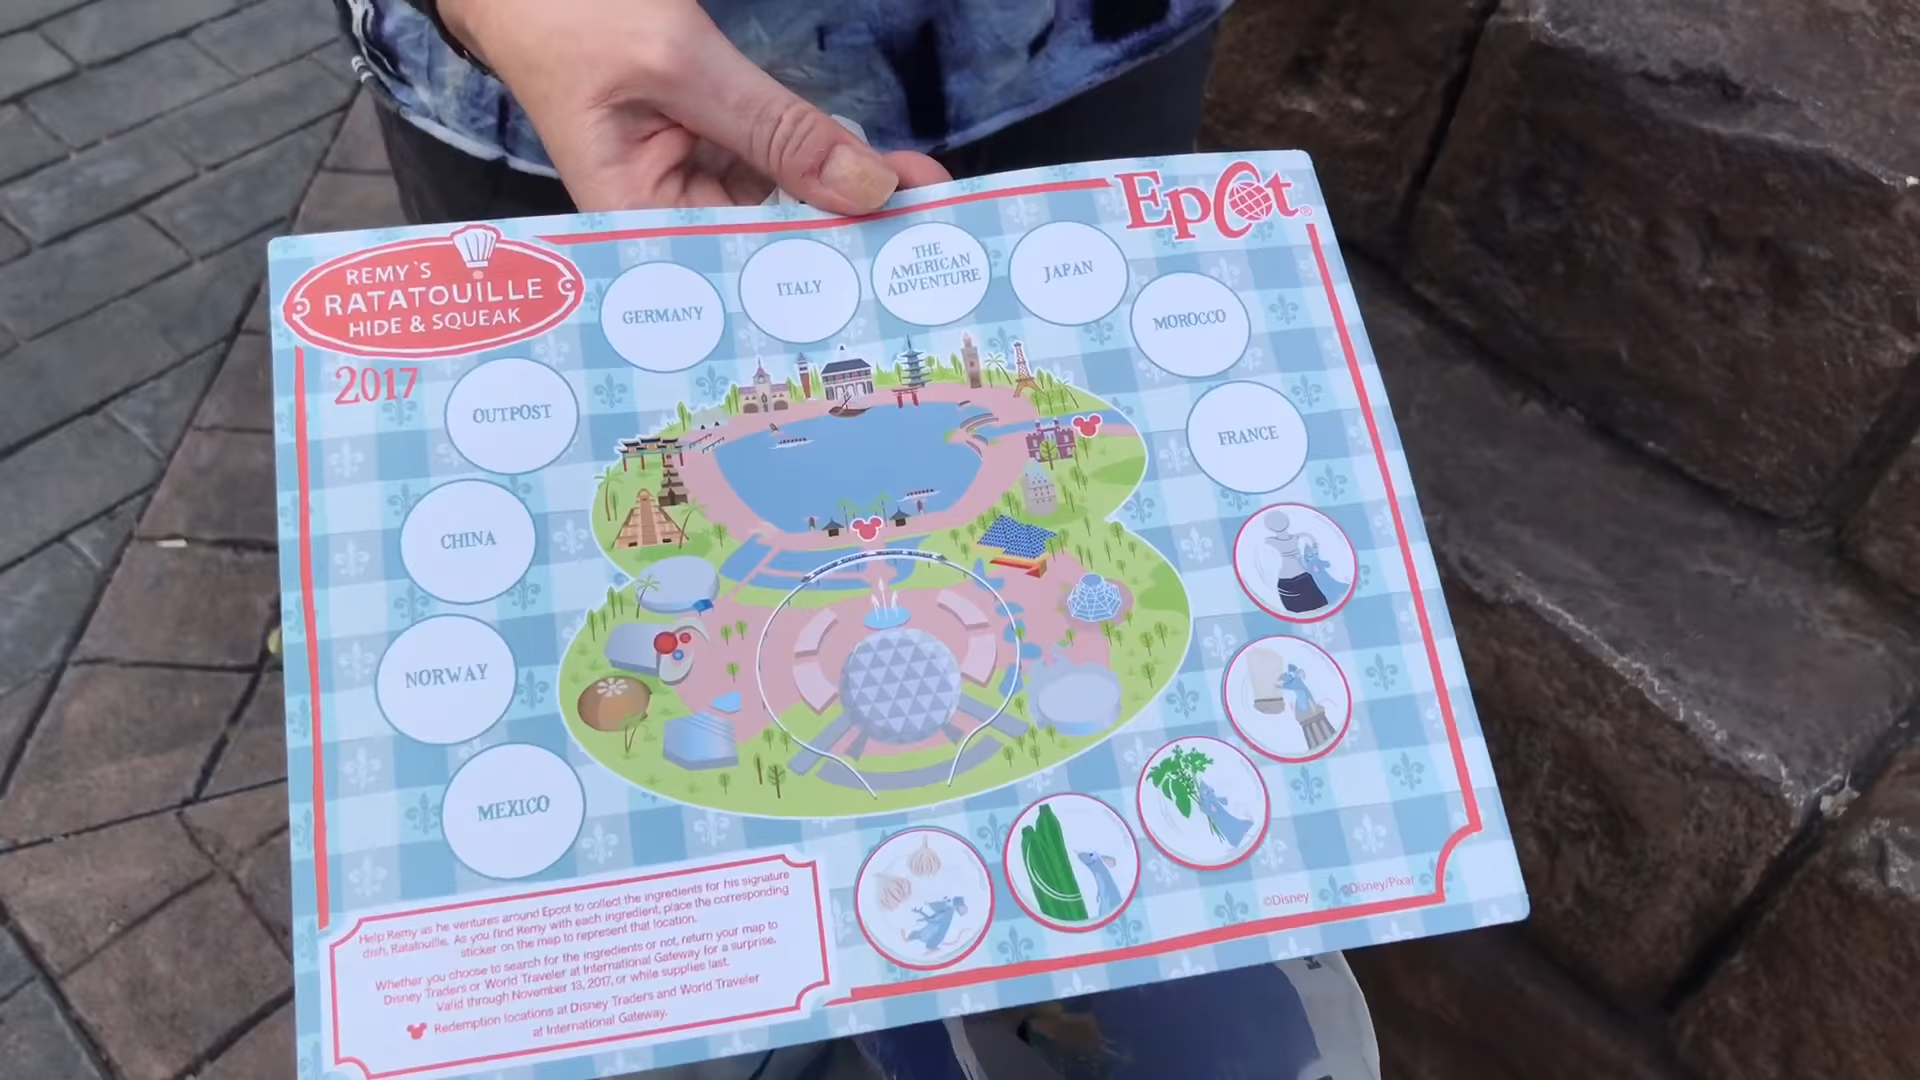 REMY'S
RATATOUILLE
HIDE & SQUEAK
2017
Epcot®
GERMANY
ITALY
THE
AMERICAN
ADVENTURE
JAPAN
MOROCCO
OUTPOST
FRANCE
CHINA
NORWAY
MEXICO
Help Remy as he ventures around Epcot to collect the ingredients for his signature
dish, Ratatouille. As you find Remy with each ingredient, place the corresponding
sticker on the map to represent that location.
Whether you choose to search for the ingredients or not, return your map to
Disney Traders or World Traveler at International Gateway for a surprise.
Valid through November 13, 2017, or while supplies last.
Redemption locations at Disney Traders and World Traveler
at International Gateway.
©Disney ©Disney/Pixar